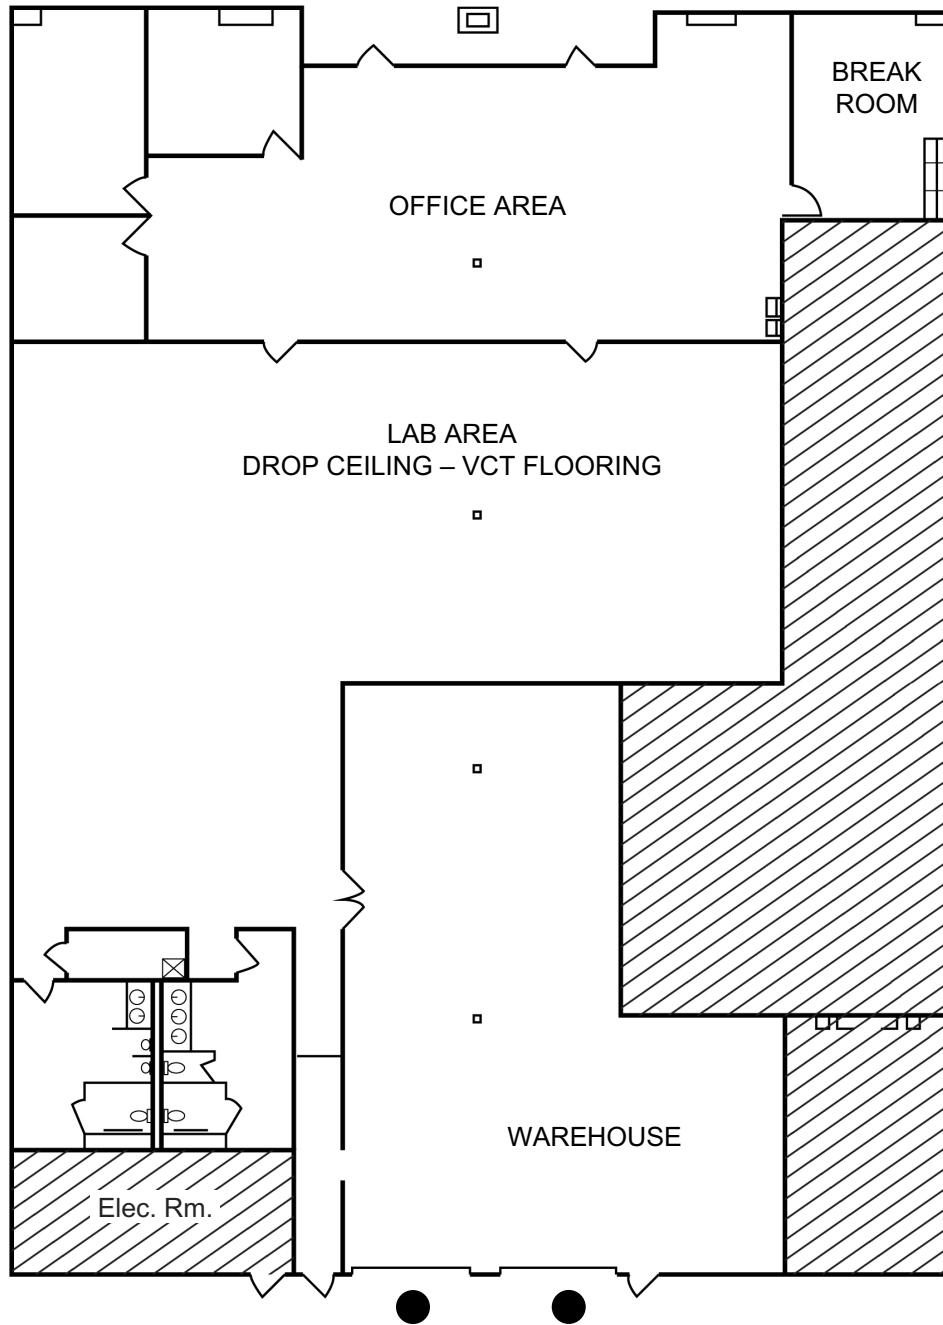 BREAK
ROOM
OFFICE AREA
LAB AREA
DROP CEILING – VCT FLOORING
WAREHOUSE
Elec. Rm.